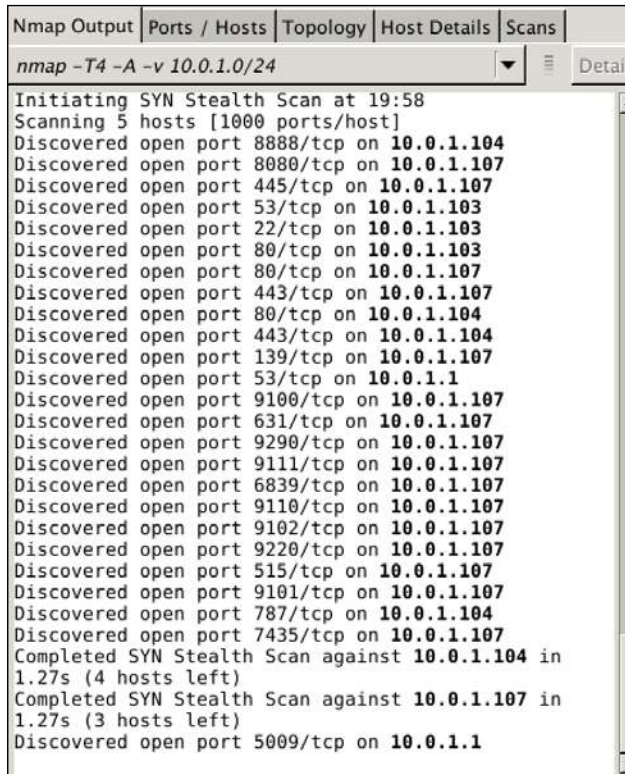 Nmap Output Ports / Hosts Topology Host Details Scans
nmap -T4 -A -v 10.0.1.0/24
Initiating SYN Stealth Scan at 19:58
Scanning 5 hosts [1000 ports/host]
Discovered open port 8888/tcp on 10.0.1.104
Discovered open port 8080/tcp on 10.0.1.107
Discovered open port 445/tcp on 10.0.1.107
Discovered open port 53/tcp on 10.0.1.103
Discovered open port 22/tcp on 10.0.1.103
Discovered open port 80/tcp on 10.0.1.103
Discovered open port 80/tcp on 10.0.1.107
Discovered open port 443/tcp on 10.0.1.107
Discovered open port 80/tcp on 10.0.1.104
Discovered open port 443/tcp on 10.0.1.104
Discovered open port 139/tcp on 10.0.1.107
Discovered open port 53/tcp on 10.0.1.1
Discovered open port 9100/tcp on 10.0.1.107
Discovered open port 631/tcp on 10.0.1.107
Discovered open port 9290/tcp on 10.0.1.107
Discovered open port 9111/tcp on 10.0.1.107
Discovered open port 6839/tcp on 10.0.1.107
Discovered open port 9110/tcp on 10.0.1.107
Discovered open port 9102/tcp on 10.0.1.107
Discovered open port 9220/tcp on 10.0.1.107
Discovered open port 515/tcp on 10.0.1.107
Discovered open port 9101/tcp on 10.0.1.107
Discovered open port 787/tcp on 10.0.1.104
Discovered open port 7435/tcp on 10.0.1.107
Completed SYN Stealth Scan against 10.0.1.104 in
1.27s (4 hosts left)
Completed SYN Stealth Scan against 10.0.1.107 in
1.27s (3 hosts left)
Discovered open port 5009/tcp on 10.0.1.1